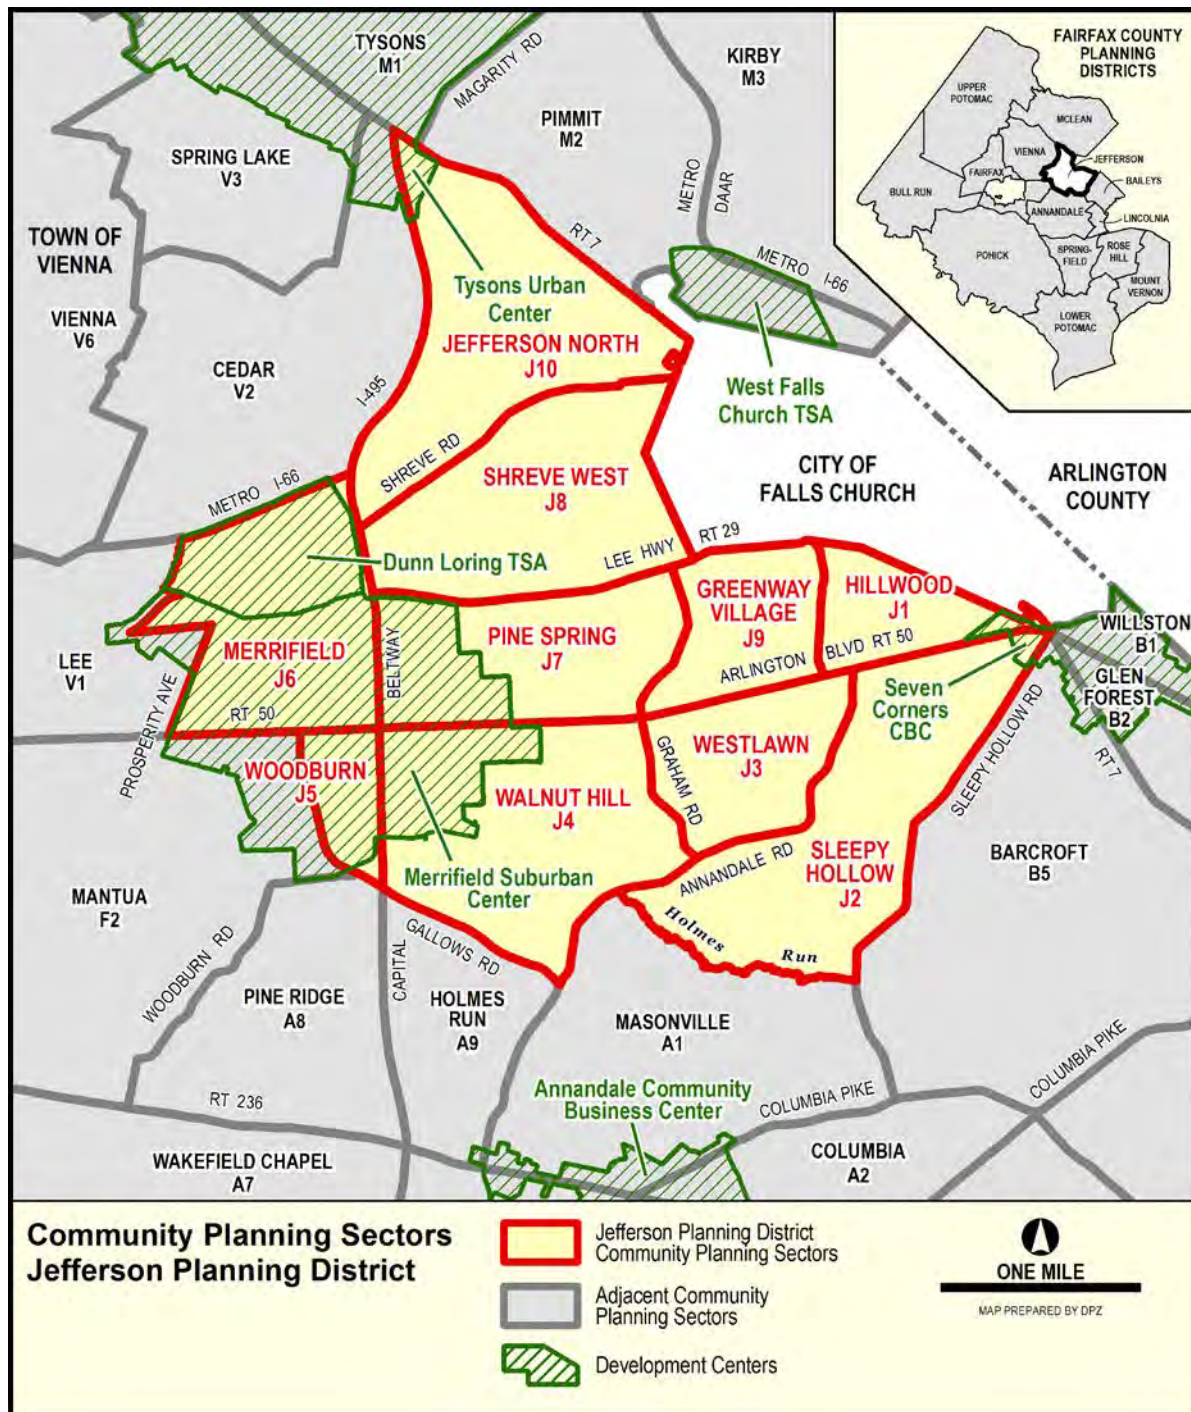 TYSONS
M1
MAGARITY RD
KIRBY
M3
PIMMIT
M2
SPRING LAKE
V3
METRO
DAAR
RT 7
TOWN OF
VIENNA
VIENNA
V6
METRO I-66
Tysons Urban
Center
JEFFERSON NORTH
J10
CEDAR
V2
I-495
West Falls
Church TSA
SHREVE RD
METRO I-66
SHREVE WEST
J8
CITY OF
FALLS CHURCH
ARLINGTON
COUNTY
LEE HWY RT 29
Dunn Loring TSA
GREENWAY
VILLAGE
J9
HILLWOOD
J1
WILLSTON
B1
PINE SPRING
J7
MERRIFIELD
J6
BELTWAY
ARLINGTON BLVD RT 50
LEE
V1
GLEN
FOREST
B2
Seven
Corners
CBC
PROSPERITY AVE
RT 50
SLEEPY HOLLOW RD
RT 7
WOODBURN
J5
WESTLAWN
J3
GRAHAM RD
WALNUT HILL
J4
ANNANDALE RD
SLEEPY
HOLLOW
J2
BARCROFT
B5
Merrifield Suburban
Center
MANTUA
F2
Holmes Run
GALLOWS RD
WOODBURN RD
CAPITAL
PINE RIDGE
A8
HOLMES
RUN
A9
MASONVILLE
A1
COLUMBIA PIKE
Annandale Community
Business Center
COLUMBIA PIKE
RT 236
WAKEFIELD CHAPEL
A7
COLUMBIA
A2
FAIRFAX COUNTY
PLANNING
DISTRICTS
UPPER
POTOMAC
MCLEAN
VIENNA
JEFFERSON
FAIRFAX
BAILEYS
BULL RUN
ANNANDALE
LINCOLNIA
POHICK
SPRING-
FIELD
ROSE
HILL
MOUNT
VERNON
LOWER
POTOMAC
Community Planning Sectors
Jefferson Planning District
Jefferson Planning District
Community Planning Sectors
Adjacent Community
Planning Sectors
Development Centers
ONE MILE
MAP PREPARED BY DPZ